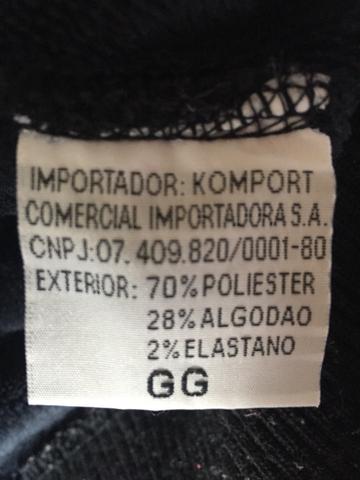 IMPORTADOR: KOMPORT
COMERCIAL IMPORTADORA S.A.
CNPJ:07.409.820/0001-80
EXTERIOR: 70%POLIESTER
28%ALGODAO
2%ELASTANO
GG